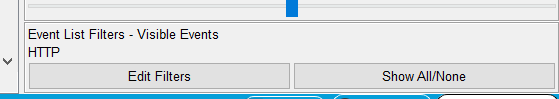 Event List Filters - Visible Events
HTTP
Edit Filters
Show All/None